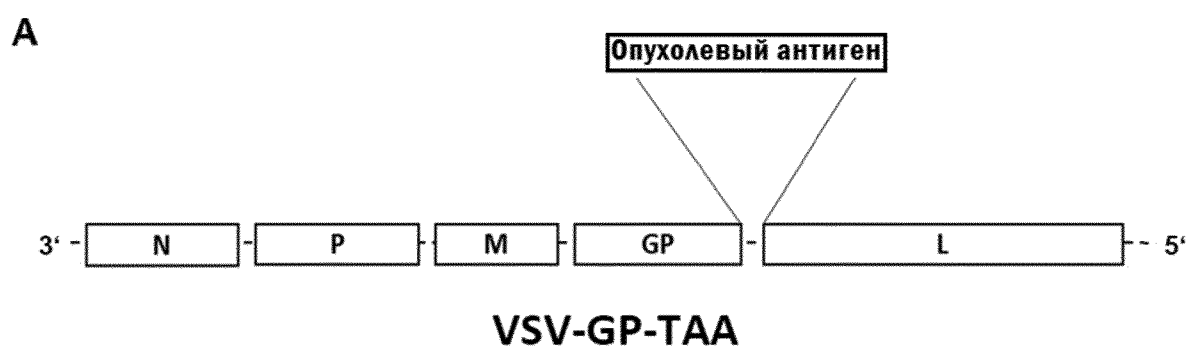 A
Опухолевый антиген
3‘ N P M GP L 5‘
VSV-GP-TAA